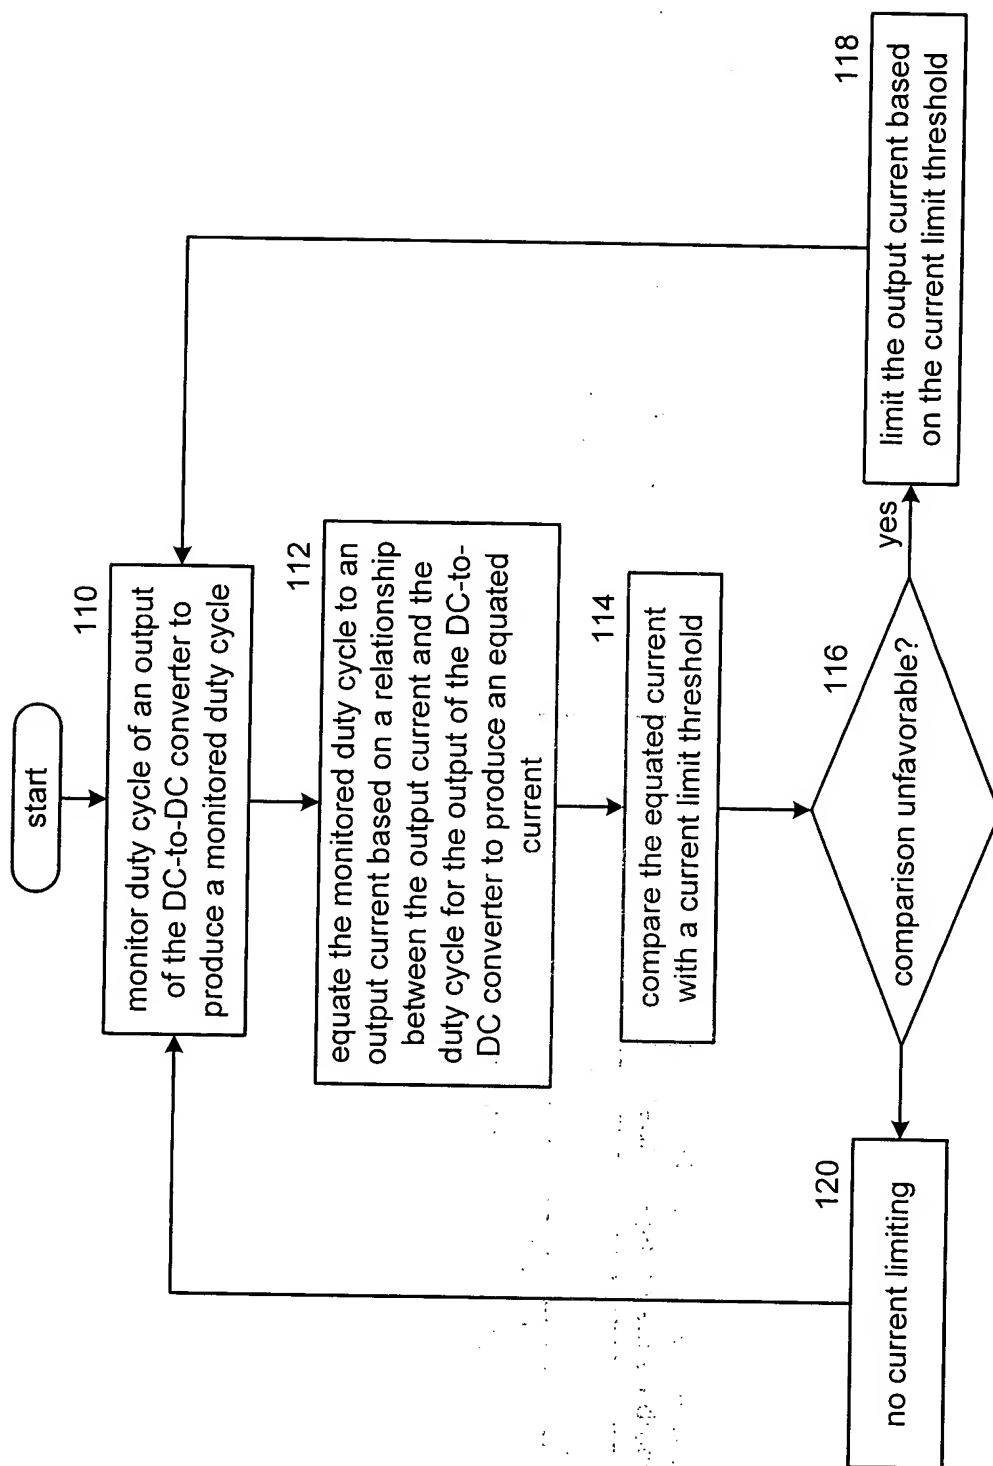 start
110
monitor duty cycle of an output
of the DC-to-DC converter to
produce a monitored duty cycle
112
equate the monitored duty cycle to an
output current based on a relationship
between the output current and the
duty cycle for the output of the DC-to-
DC converter to produce an equated
current
114
compare the equated current
with a current limit threshold
116
comparison unfavorable?
yes
118
limit the output current based
on the current limit threshold
120
no current limiting